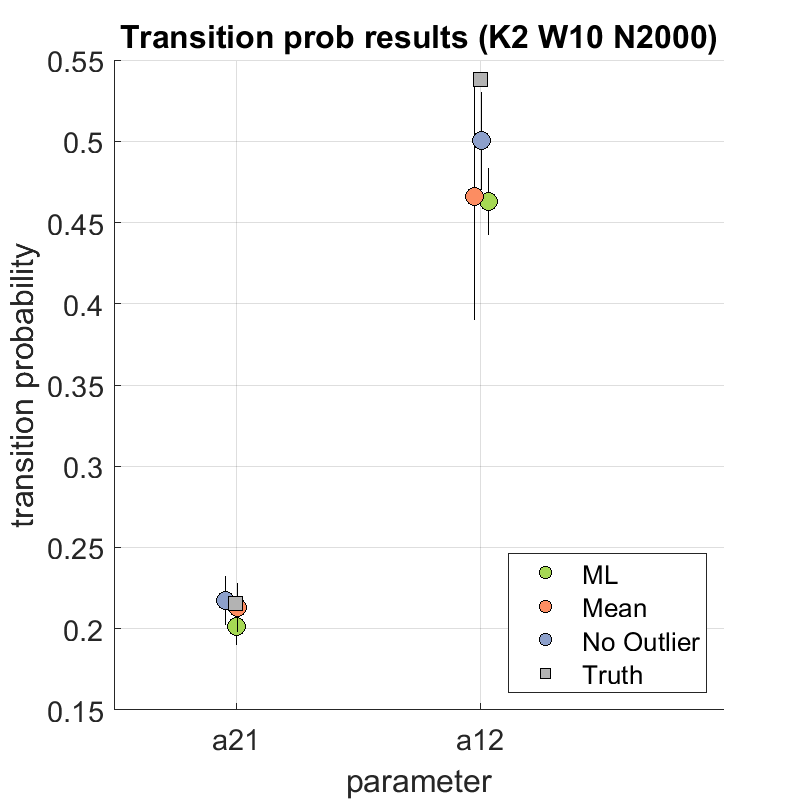 Transition prob results (K2 W10 N2000)
0.55
0.5
0.45
0.4
0.35
0.3
0.25
0.2
0.15
transition probability
a21
a12
parameter
ML
Mean
No Outlier
Truth